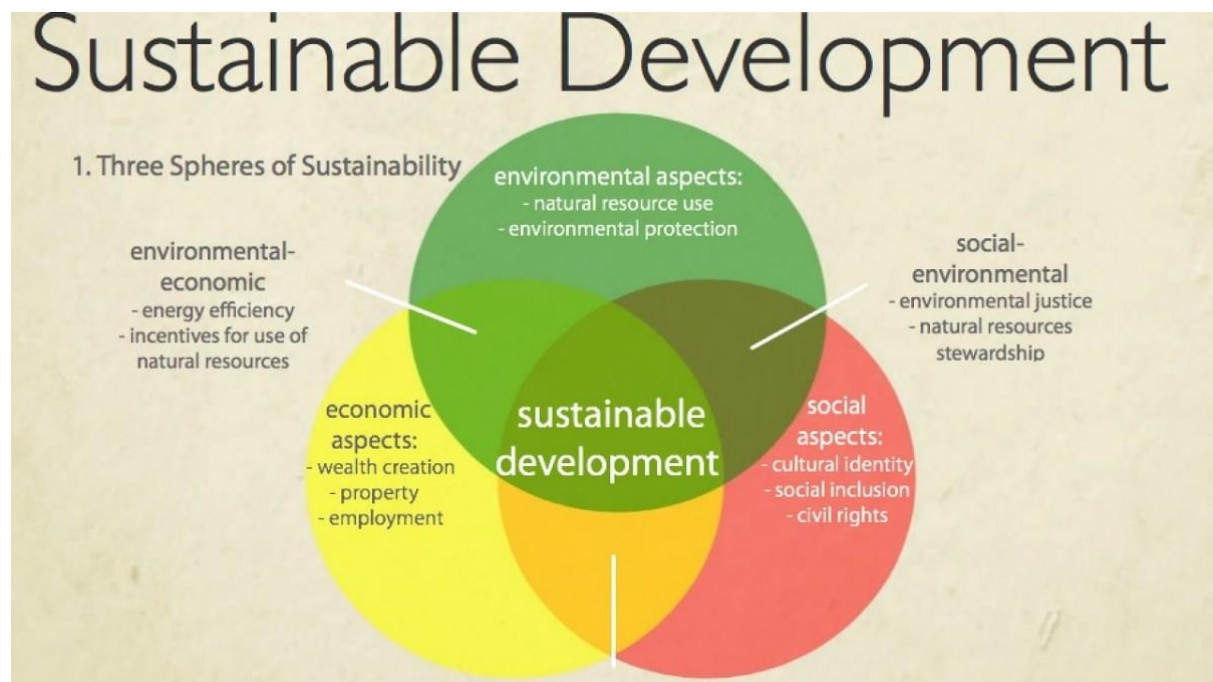 Sustainable Development
1. Three Spheres of Sustainability
environmental aspects:
- natural resource use
- environmental protection
environmental-
economic
- energy efficiency
- incentives for use of
natural resources
social-
environmental
- environmental justice
- natural resources
stewardship
economic
aspects:
- wealth creation
- property
- employment
sustainable
development
social
aspects:
- cultural identity
- social inclusion
- civil rights